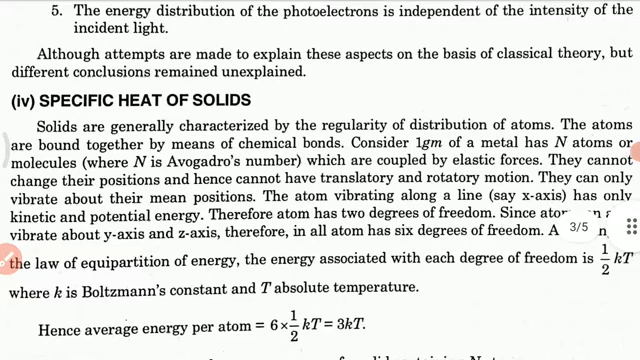 5. The energy distribution of the photoelectrons is independent of the intensity of the
incident light.
Although attempts are made to explain these aspects on the basis of classical theory, but
different conclusions remained unexplained.
(iv) SPECIFIC HEAT OF SOLIDS
Solids are generally characterized by the regularity of distribution of atoms. The atoms
are bound together by means of chemical bonds. Consider 1gm of a metal has N atoms or
molecules (where N is Avogadro's number) which are coupled by elastic forces. They cannot
change their positions and hence cannot have translatory and rotatory motion. They can only
vibrate about their mean positions. The atom vibrating along a line (say x-axis) has only
kinetic and potential energy. Therefore atom has two degrees of freedom. Since
vibrate about y-axis and z-axis, therefore, in all atom has six degrees of freedom.
3/5
the law of equipartition of energy, the energy associated with each degree of freedom is 1/2 kT
where k is Boltzmann's constant and T absolute temperature.
Hence average energy per atom = 6 × 1/2 kT = 3kT.